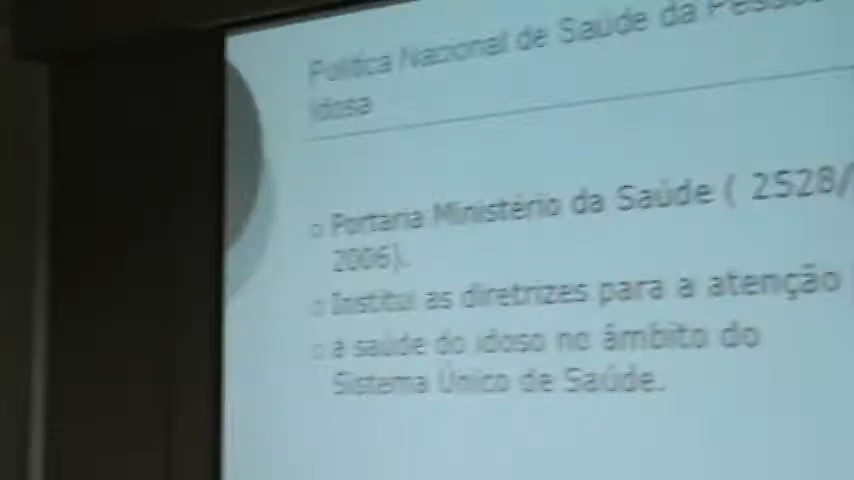 Política Nacional de Saúde da Pessoa
Idosa
Portaria Ministério da Saúde ( 2528/
2006).
Institui as diretrizes para a atenção
à saúde do idoso no âmbito do
Sistema Único de Saúde.